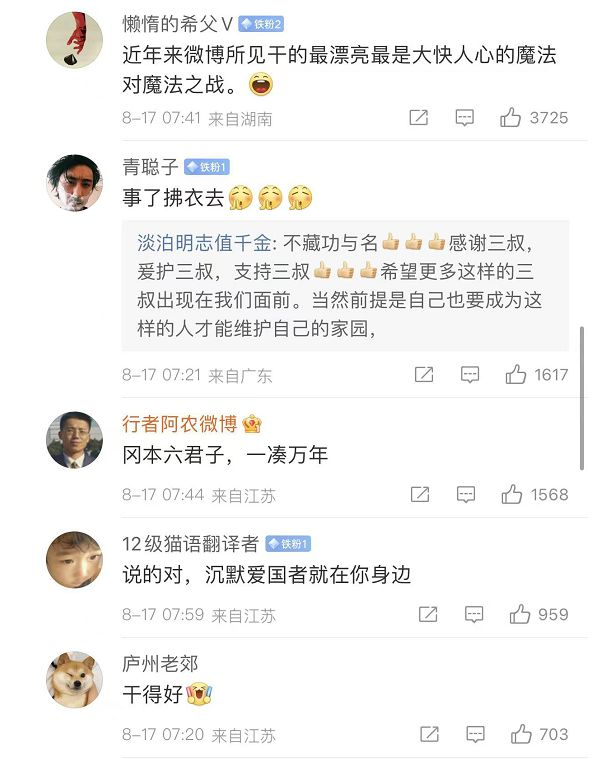 懒惰的希父V 铁粉2
近年来微博所见干的最漂亮最是大快人心的魔法
对魔法之战。
8-17 07:41 来自湖南 3725
青聪子 铁粉1
事了拂衣去
淡泊明志值千金: 不藏功与名感谢三叔,
爰护三叔，支持三叔希望更多这样的三
叔出现在我们面前。当然前提是自己也要成为这
样的人才能维护自己的家园,
8-17 07:21 来自广东 1617
行者阿农微博
冈本六君子，一凑万年
8-17 07:44 来自江苏 1568
12级猫语翻译者 铁粉1
说的对，沉默爱国者就在你身边
8-17 07:59 来自江苏 959
庐州老郊
干得好
8-17 07:20 来自江苏 703